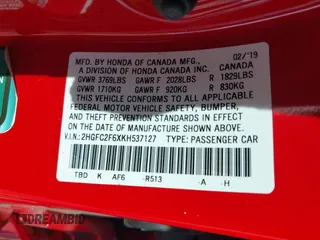 MFD. BY HONDA OF CANADA MFG., 02/'19
A DIVISION OF HONDA CANADA INC. CANADA
GVWR 3769LBS GAWR F 2028LBS R 1829LBS
GVWR 1710KG GAWR F 920KG R 830KG
THIS VEHICLE CONFORMS TO ALL APPLICABLE
FEDERAL MOTOR VEHICLE SAFETY, BUMPER,
AND THEFT PREVENTION STANDARDS IN EFFECT
ON THE DATE OF MANUFACTURE SHOWN ABOVE.
V.I.N.: 2HGFC2F6XKH537127 TYPE: PASSENGER CAR
TBD K AF6 -R513 -A -H
DREAMBID